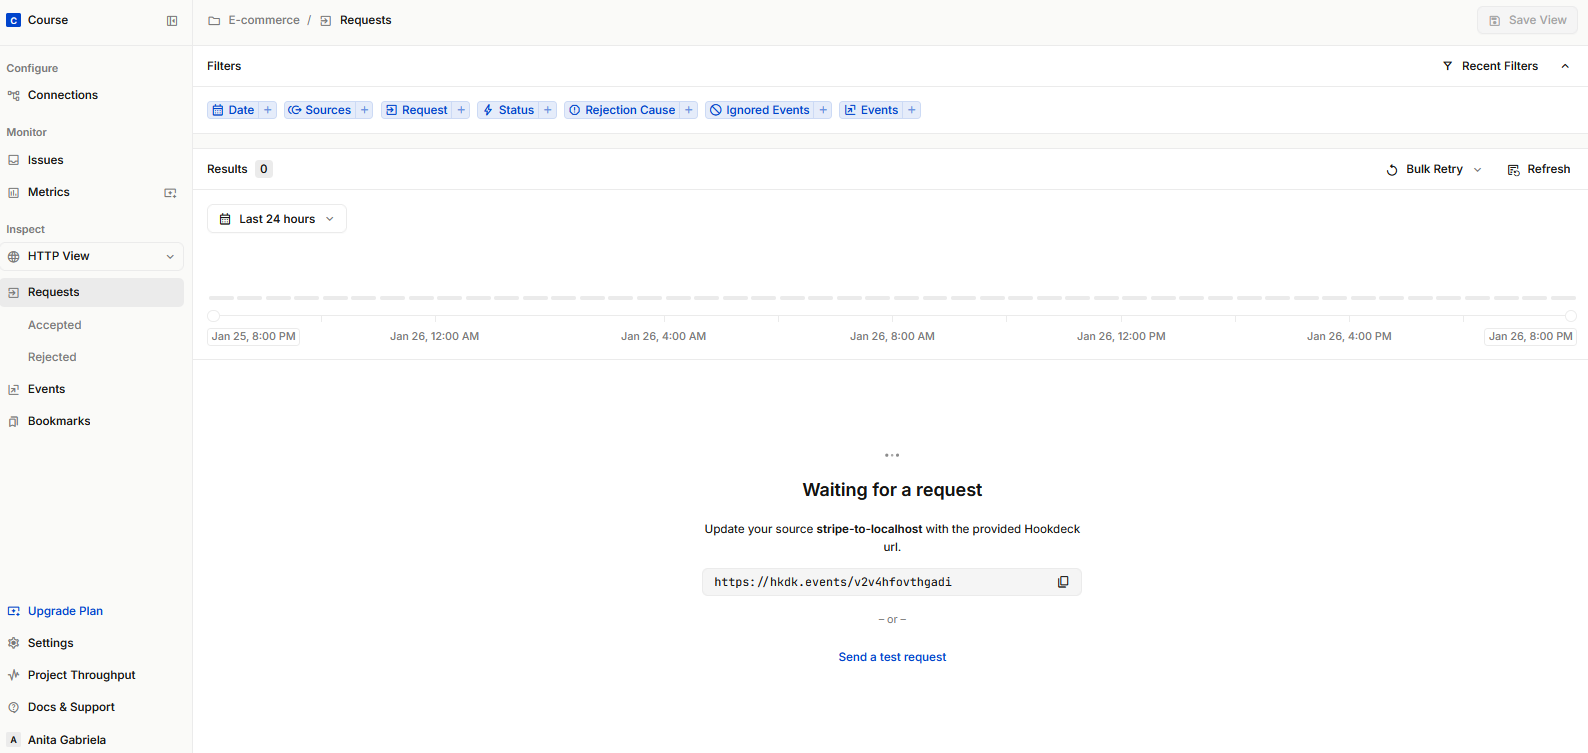 C Course
E-commerce / Requests
Save View
Configure
Connections
Monitor
Issues
Metrics
Inspect
HTTP View
Requests
Accepted
Rejected
Events
Bookmarks
Upgrade Plan
Settings
Project Throughput
Docs & Support
A Anita Gabriela
Filters
Recent Filters
Date + Sources + Request + Status + Rejection Cause + Ignored Events + Events +
Results 0
Bulk Retry
Refresh
Last 24 hours
Jan 25, 8:00 PM Jan 26, 12:00 AM Jan 26, 4:00 AM Jan 26, 8:00 AM Jan 26, 12:00 PM Jan 26, 4:00 PM Jan 26, 8:00 PM
Waiting for a request
Update your source stripe-to-localhost with the provided Hookdeck
url.
https://hkdk.events/v2v4hfovthgadi
– or –
Send a test request